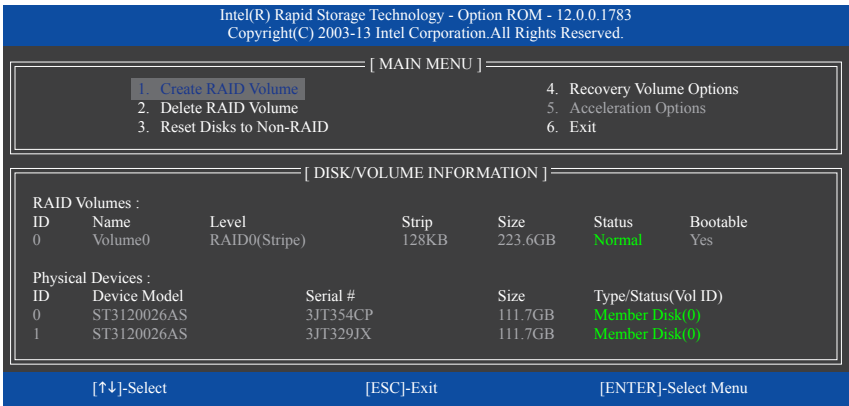 Intel(R) Rapid Storage Technology - Option ROM - 12.0.0.1783
Copyright(C) 2003-13 Intel Corporation.All Rights Reserved.
[ MAIN MENU ]
1. Create RAID Volume 4. Recovery Volume Options
2. Delete RAID Volume 5. Acceleration Options
3. Reset Disks to Non-RAID 6. Exit
[ DISK/VOLUME INFORMATION ]
RAID Volumes :
ID Name Level Strip Size Status Bootable
0 Volume0 RAID0(Stripe) 128KB 223.6GB Normal Yes
Physical Devices :
ID Device Model Serial # Size Type/Status(Vol ID)
0 ST3120026AS 3JT354CP 111.7GB Member Disk(0)
1 ST3120026AS 3JT329JX 111.7GB Member Disk(0)
[↑↓]-Select [ESC]-Exit [ENTER]-Select Menu